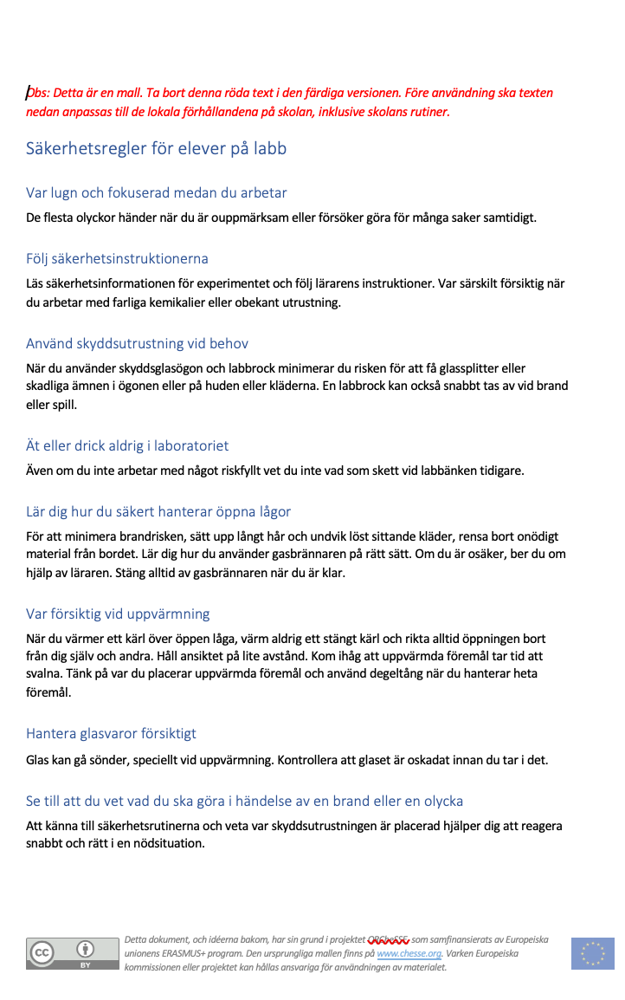 Obs: Detta är en mall. Ta bort denna röda text i den färdiga versionen. Före användning ska texten
nedan anpassas till de lokala förhållandena på skolan, inklusive skolans rutiner.
Säkerhetsregler för elever på labb
Var lugn och fokuserad medan du arbetar
De flesta olyckor händer när du är ouppmärksam eller försöker göra för många saker samtidigt.
Följ säkerhetsinstruktionerna
Läs säkerhetsinformationen för experimentet och följ lärarens instruktioner. Var särskilt försiktig när
du arbetar med farliga kemikalier eller obekant utrustning.
Använd skyddsutrustning vid behov
När du använder skyddsglasögon och labbrock minimerar du risken för att få glassplitter eller
skadliga ämnen i ögonen eller på huden eller kläderna. En labbrock kan också snabbt tas av vid brand
eller spill.
Ät eller drick aldrig i laboratoriet
Även om du inte arbetar med något riskfyllt vet du inte vad som skett vid labbänken tidigare.
Lär dig hur du säkert hanterar öppna lågor
För att minimera brandrisken, sätt upp långt hår och undvik löst sittande kläder, rensa bort onödigt
material från bordet. Lär dig hur du använder gasbrännaren på rätt sätt. Om du är osäker, ber du om
hjälp av läraren. Stäng alltid av gasbrännaren när du är klar.
Var försiktig vid uppvärmning
När du värmer ett kärl över öppen låga, värm aldrig ett stängt kärl och rikta alltid öppningen bort
från dig själv och andra. Håll ansiktet på lite avstånd. Kom ihåg att uppvärmda föremål tar tid att
svalna. Tänk på var du placerar uppvärmda föremål och använd degeltång när du hanterar heta
föremål.
Hantera glasvaror försiktigt
Glas kan gå sönder, speciellt vid uppvärmning. Kontrollera att glaset är oskadat innan du tar i det.
Se till att du vet vad du ska göra i händelse av en brand eller en olycka
Att känna till säkerhetsrutinerna och veta var skyddsutrustningen är placerad hjälper dig att reagera
snabbt och rätt i en nödsituation.
cc BY
Detta dokument, och idéerna bakom, har sin grund i projektet som samfinansierats av Europeiska
unionens ERASMUS+ program. Den ursprungliga mallen finns på www.chesse.org. Varken Europeiska
kommissionen eller projektet kan hållas ansvariga för användningen av materialet.